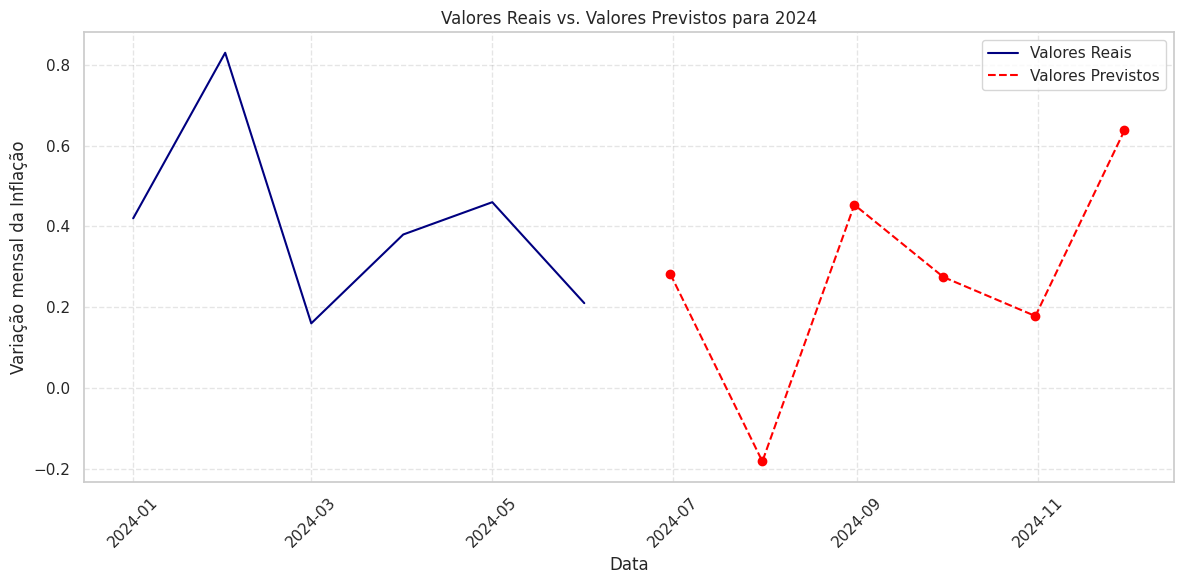 Valores Reais vs. Valores Previstos para 2024
Valores Reais
Valores Previstos
Variação mensal da Inflação
0.8
0.6
0.4
0.2
0.0
−0.2
2024-01
2024-03
2024-05
2024-07
2024-09
2024-11
Data